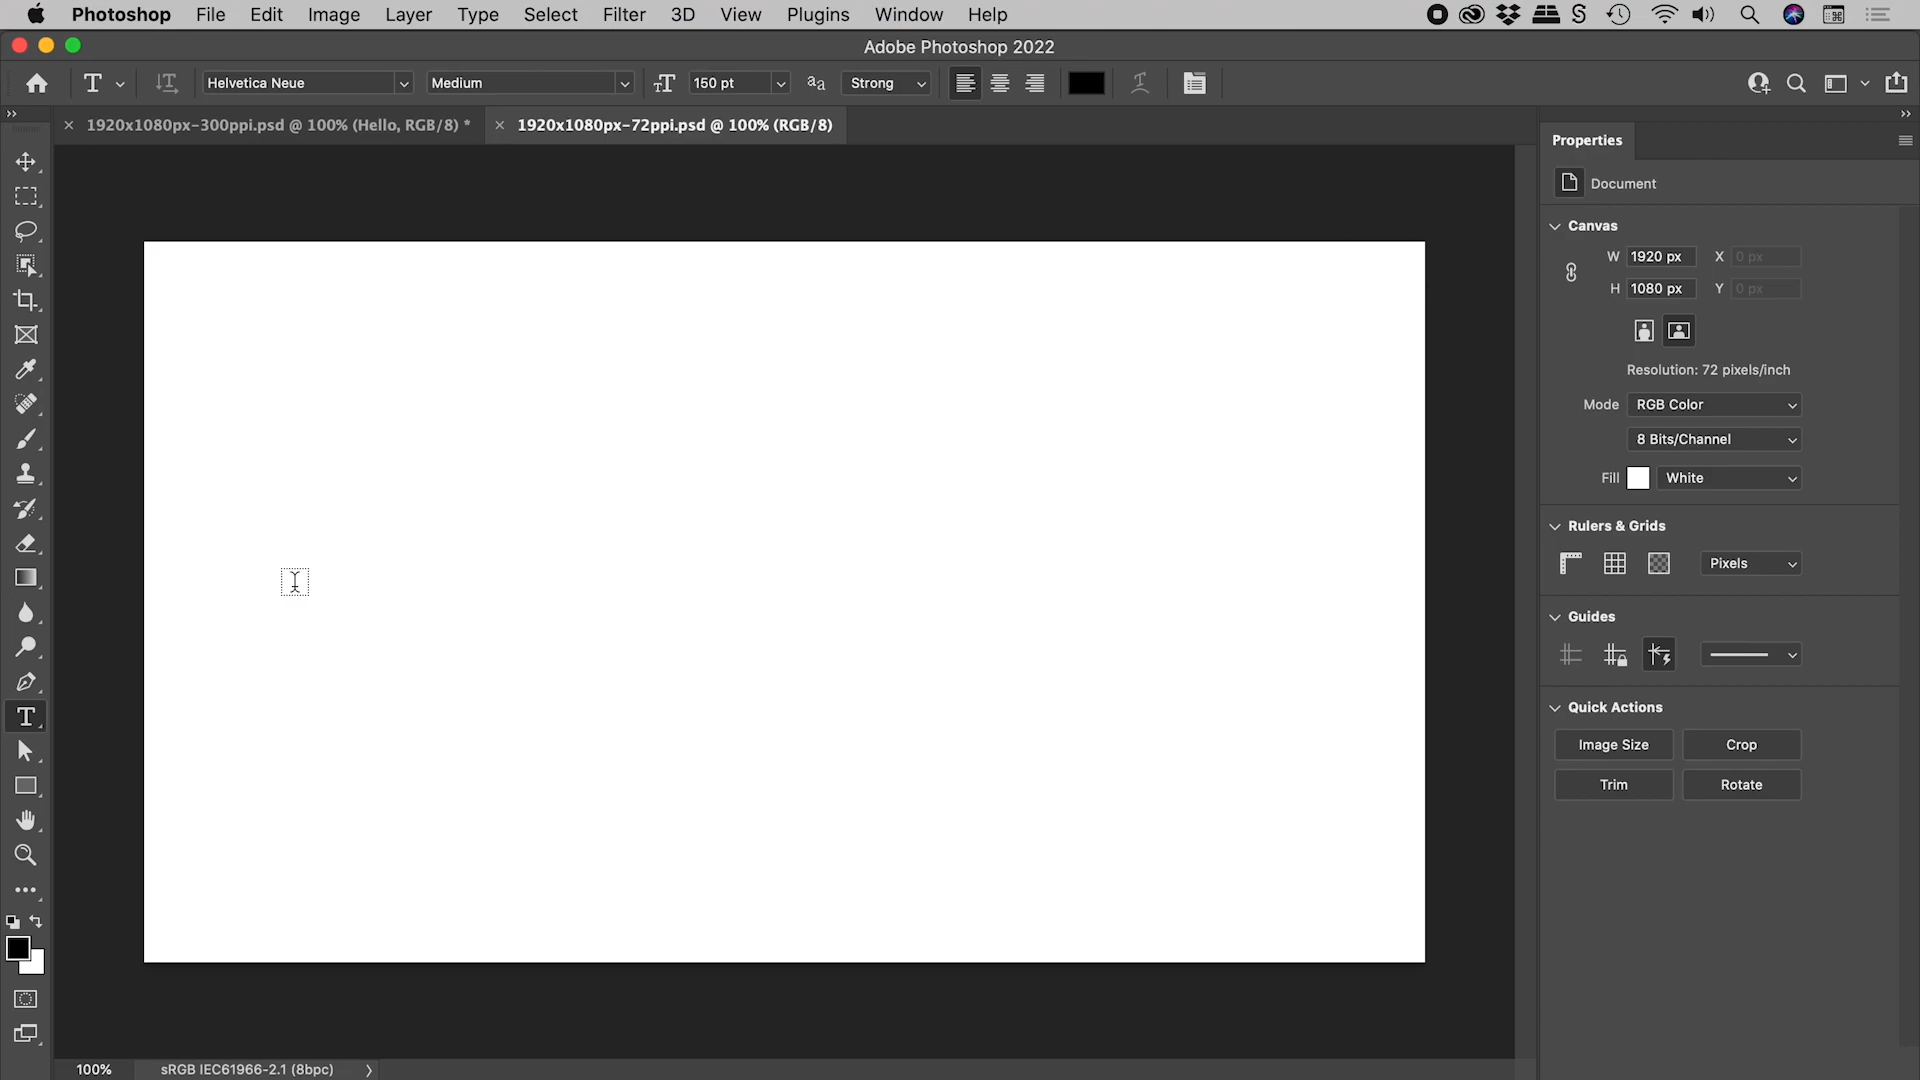 Photoshop File Edit Image Layer Type Select Filter 3D View Plugins Window Help
Adobe Photoshop 2022
Helvetica Neue Medium 150 pt Strong
1920x1080px-300ppi.psd @ 100% (Hello, RGB/8) *
1920x1080px-72ppi.psd @ 100% (RGB/8)
Properties
Document
Canvas
W 1920 px X 0 px
H 1080 px Y 0 px
Resolution: 72 pixels/inch
Mode RGB Color
8 Bits/Channel
Fill White
Rulers & Grids
Pixels
Guides
Quick Actions
Image Size Crop
Trim Rotate
100% sRGB IEC61966-2.1 (8bpc)